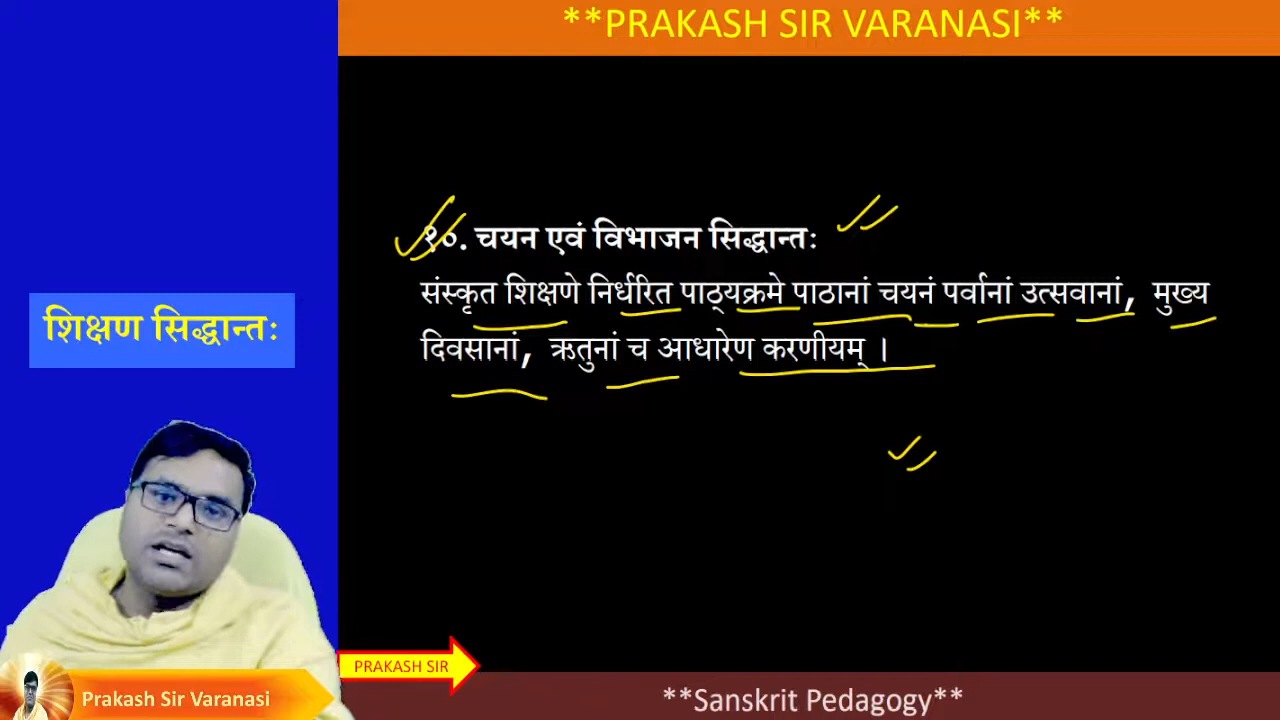 **PRAKASH SIR VARANASI**
१०. चयन एवं विभाजन सिद्धान्तः
संस्कृत शिक्षणे निर्धरित पाठ्यक्रमे पाठानां चयनं पर्वानां उत्सवानां, मुख्य
दिवसानां, ऋतुनां च आधारेण करणीयम् ।
शिक्षण सिद्धान्तः
PRAKASH SIR
Prakash Sir Varanasi
**Sanskrit Pedagogy**